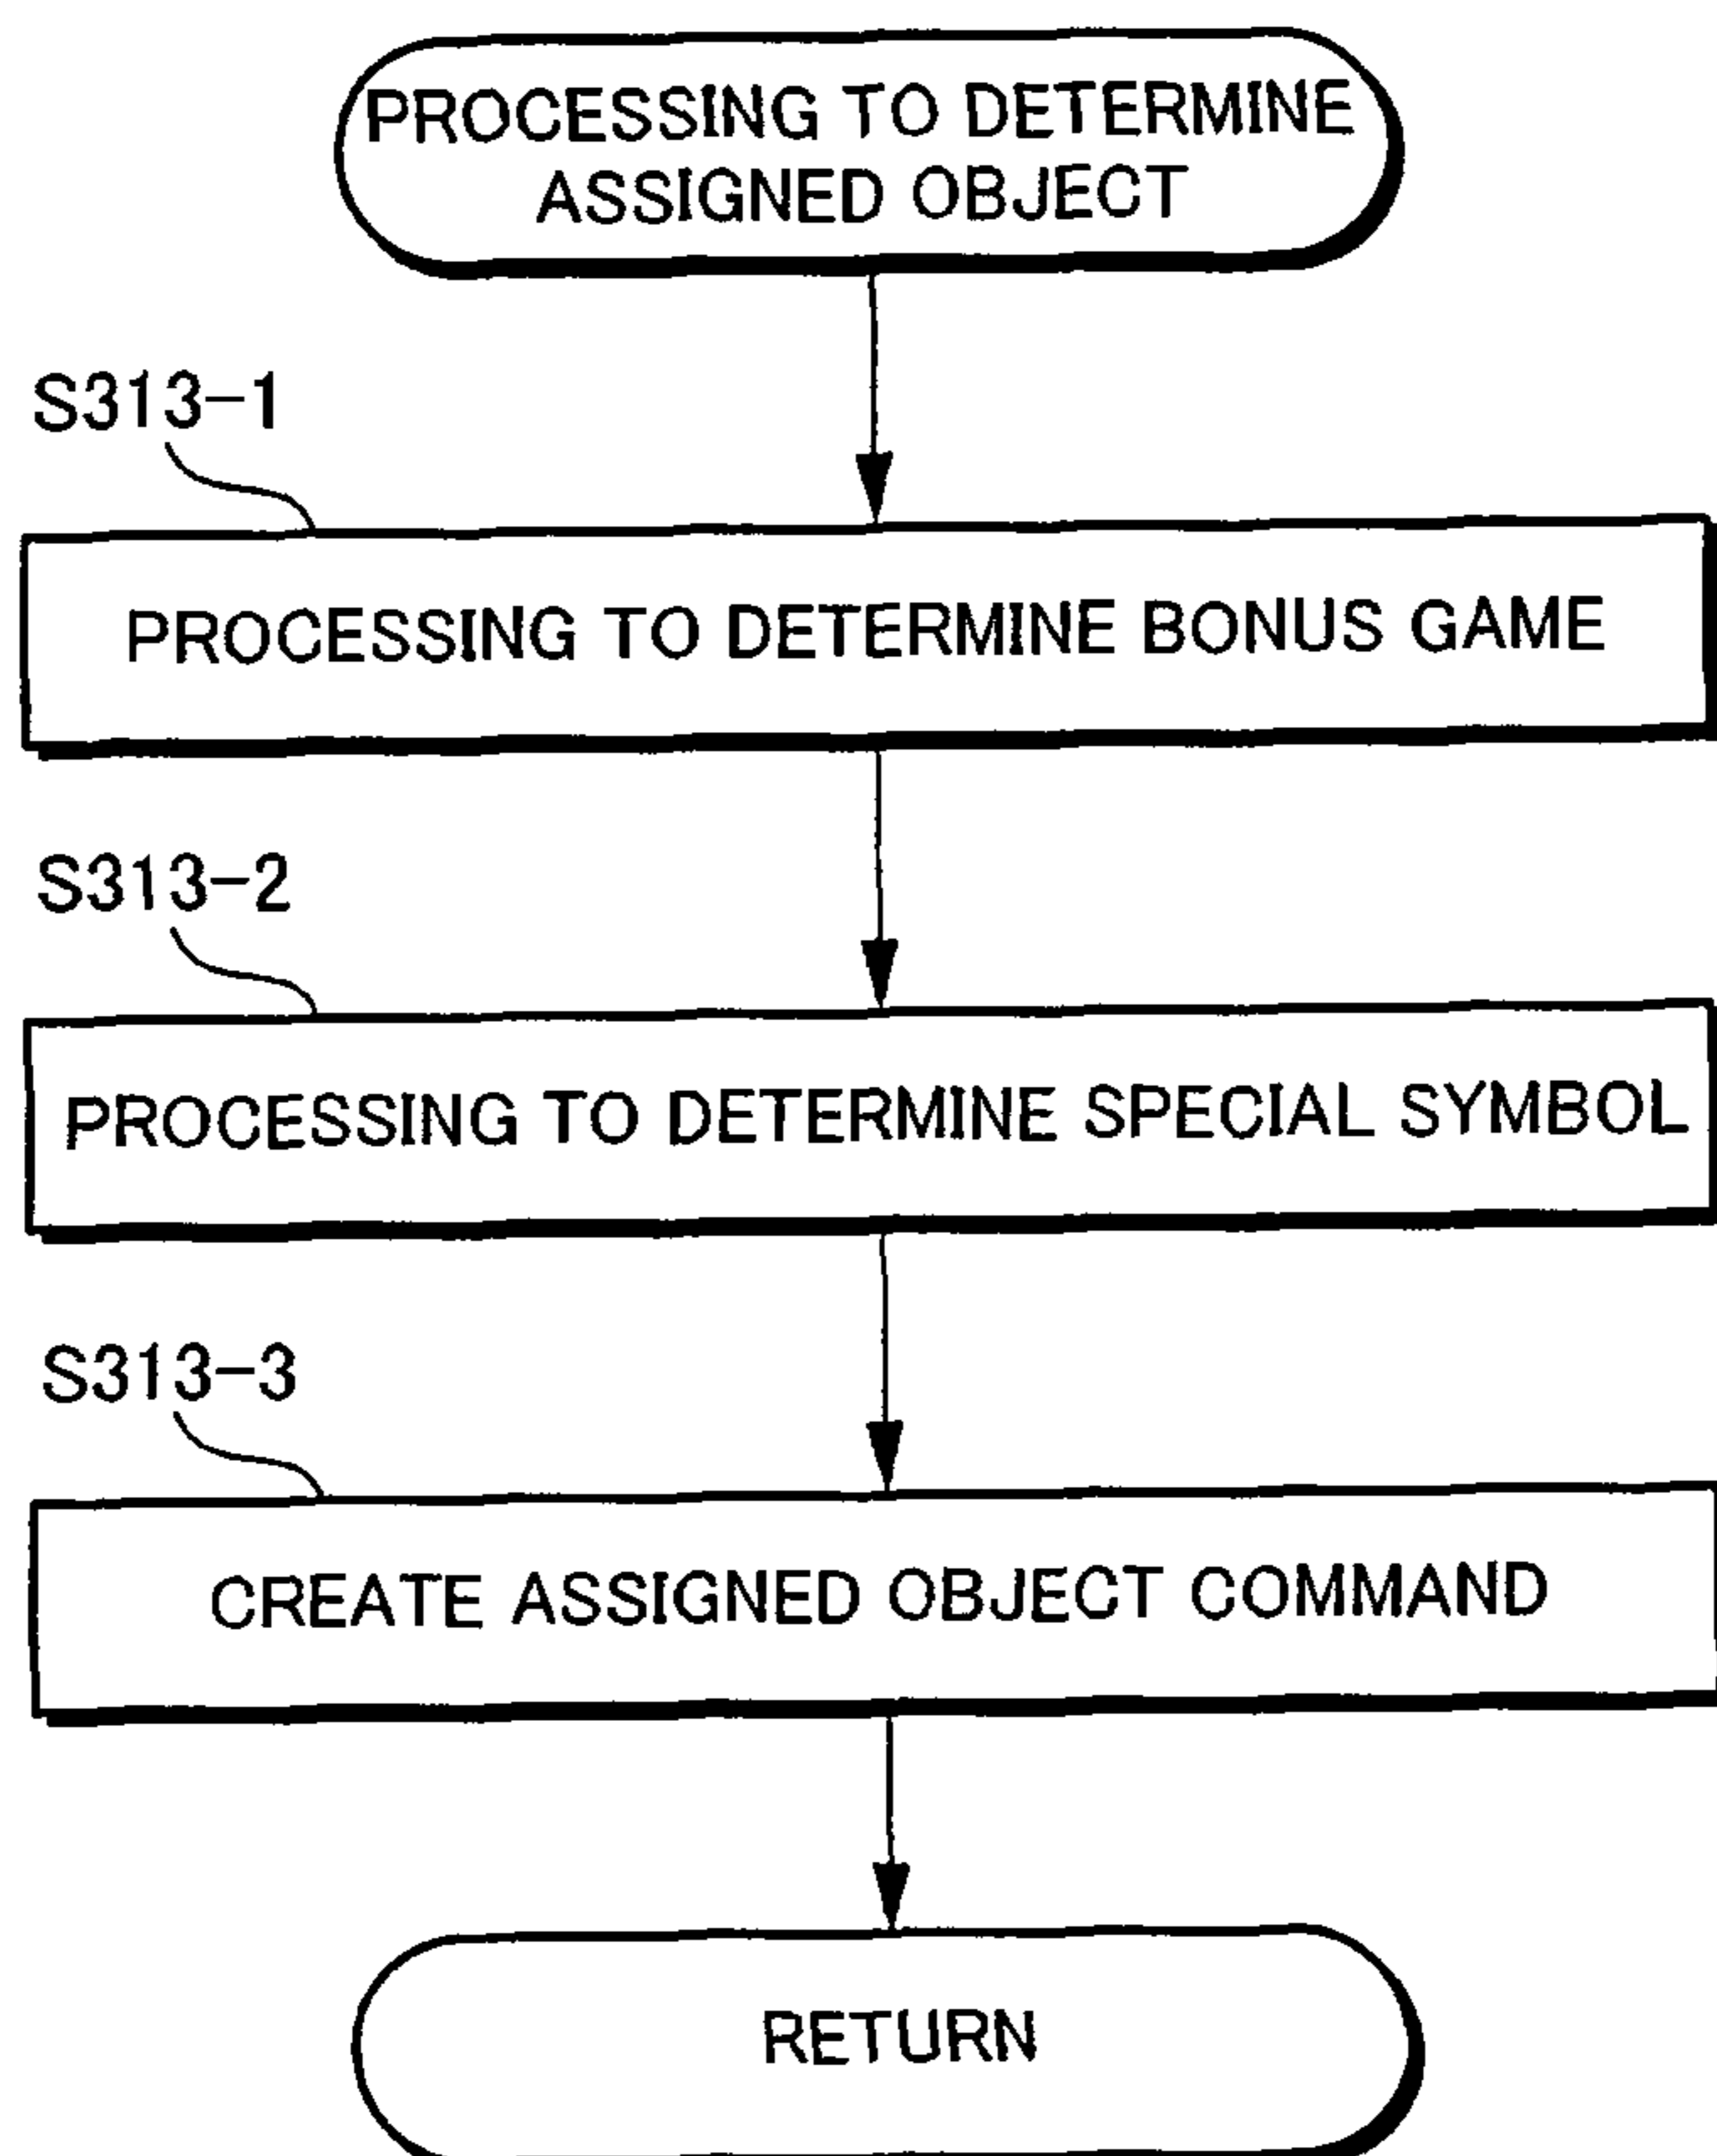 PROCESSING TO DETERMINE
ASSIGNED OBJECT
S313-1
PROCESSING TO DETERMINE BONUS GAME
S313-2
PROCESSING TO DETERMINE SPECIAL SYMBOL
S313-3
CREATE ASSIGNED OBJECT COMMAND
RETURN